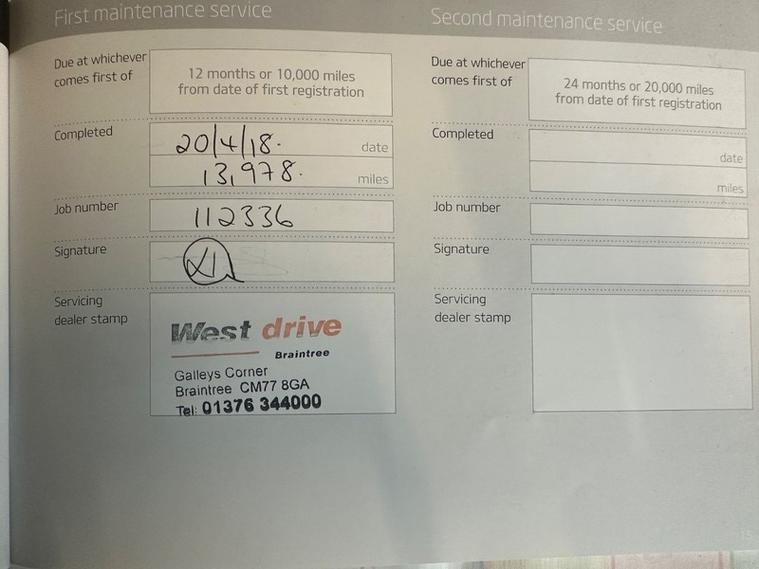 First maintenance service
Due at whichever comes first of
12 months or 10,000 miles
from date of first registration
Completed
20/4/18. date
13,978. miles
Job number
112336
Signature
Servicing
dealer stamp
West drive
Braintree
Galleys Corner
Braintree CM77 8GA
Tel: 01376 344000
Second maintenance service
Due at whichever
comes first of
24 months or 20,000 miles
from date of first registration
Completed
date
miles
Job number
Signature
Servicing
dealer stamp